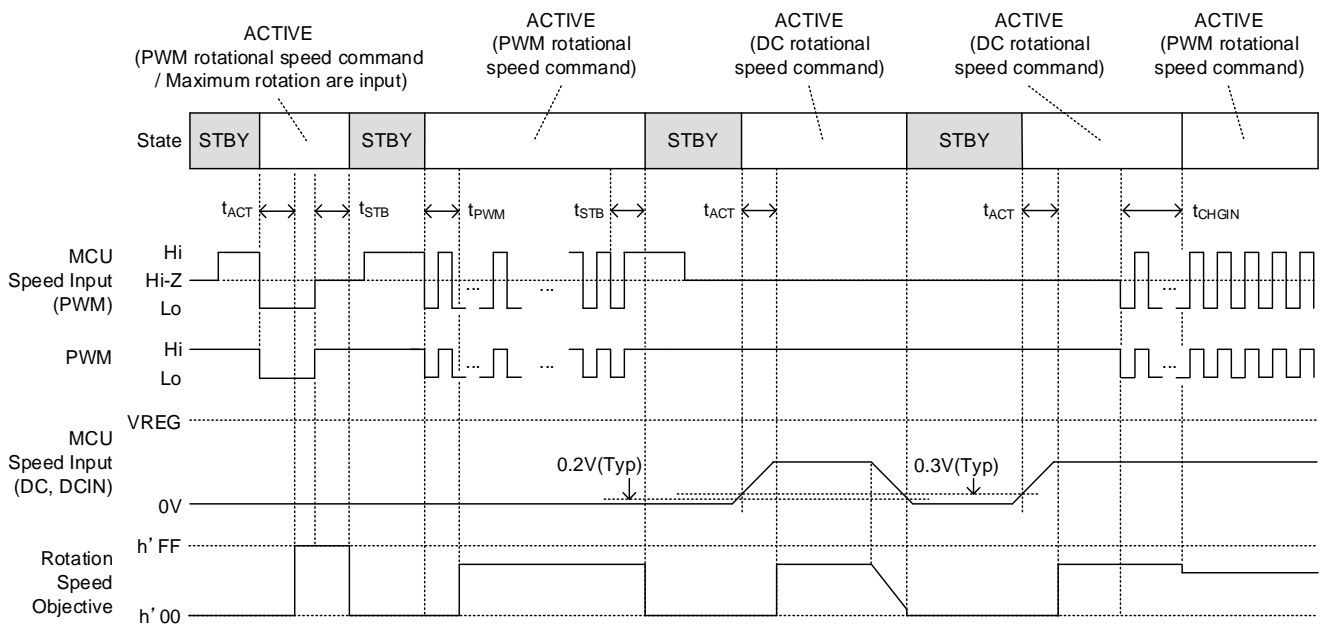 ACTIVE
(PWM rotational speed command
/ Maximum rotation are input)
ACTIVE
(PWM rotational
speed command)
ACTIVE
(DC rotational
speed command)
ACTIVE
(DC rotational
speed command)
ACTIVE
(PWM rotational
speed command)
State STBY STBY STBY STBY
tACT tSTB tPWM tSTB tACT tACT tCHGIN
MCU
Speed Input
(PWM)
Hi
Hi-Z
Lo
... ... ...
PWM
Hi
Lo
... ... ...
MCU
Speed Input
(DC, DCIN)
VREG
0.2V(Typ) 0.3V(Typ)
0V
Rotation
Speed
Objective
h' FF
h' 00